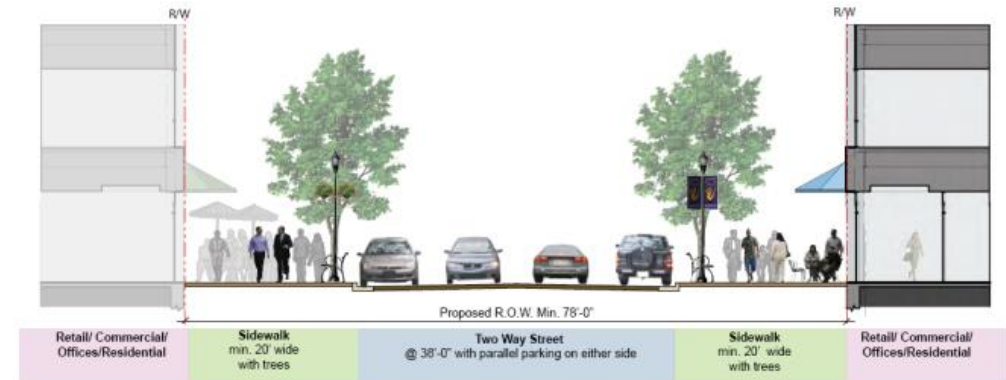 R/W
R/W
Proposed R.O.W. Min. 78'-0"
Retail/ Commercial/
Offices/Residential
Sidewalk
min. 20' wide
with trees
Two Way Street
@ 38'-0" with parallel parking on either side
Sidewalk
min. 20' wide
with trees
Retail/ Commercial/
Offices/Residential